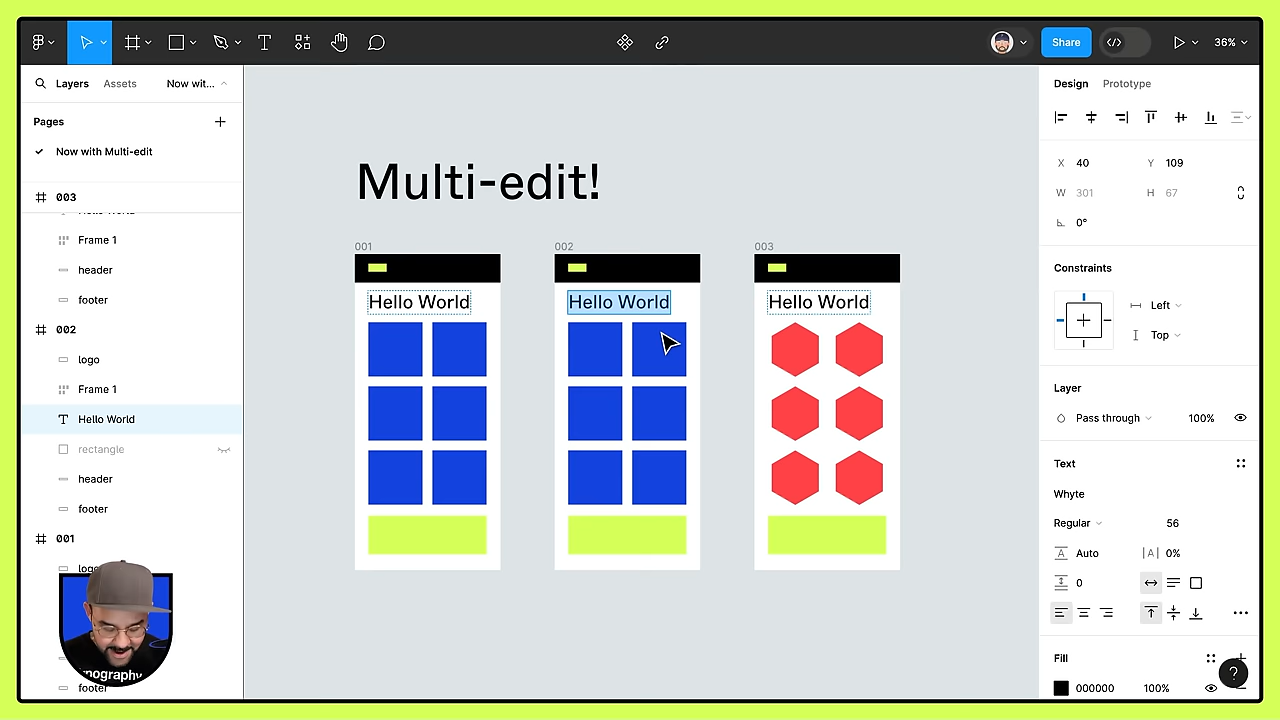 Share
36%
Layers
Assets
Now wit...
Pages
Now with Multi-edit
003
Frame 1
header
footer
002
logo
Frame 1
Hello World
rectangle
header
footer
001
footer
Multi-edit!
001
002
003
Hello World
Hello World
Hello World
Design
Prototype
X 40
Y 109
W 301
H 67
0°
Constraints
Left
Top
Layer
Pass through
100%
Text
Whyte
Regular
56
Auto
|A| 0%
0
Fill
000000
100%
?